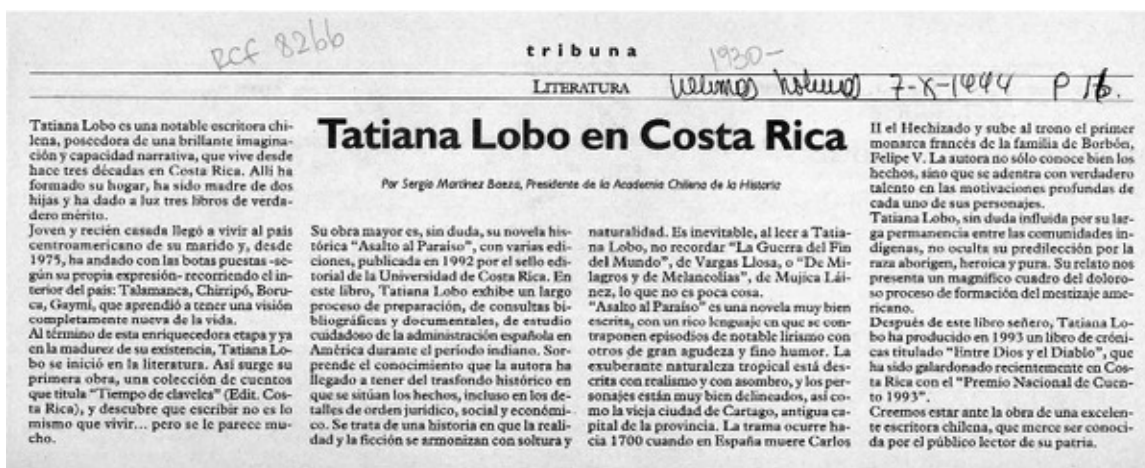 RCF 8266
tribuna
1930-
LITERATURA
7-X-1994 P 16.
Tatiana Lobo en Costa Rica
Por Sergio Martínez Baeza, Presidente de la Academia Chilena de la Historia
Tatiana Lobo es una notable escritora chi-
lena, poseedora de una brillante imagina-
ción y capacidad narrativa, que vive desde
hace tres décadas en Costa Rica. Allí ha
formado su hogar, ha sido madre de dos
hijas y ha dado a luz tres libros de verda-
dero mérito.
Joven y recién casada llegó a vivir al país
centroamericano de su marido y, desde
1975, ha andado con las botas puestas -se-
gún su propia expresión- recorriendo el in-
terior del país: Talamanca, Chirripó, Boru-
ca, Gaymí, que aprendió a tener una visión
completamente nueva de la vida.
Al término de esta enriquecedora etapa y ya
en la madurez de su existencia, Tatiana Lo-
bo se inició en la literatura. Así surge su
primera obra, una colección de cuentos
que titula "Tiempo de claveles" (Edit. Cos-
ta Rica), y descubre que escribir no es lo
mismo que vivir... pero se le parece mu-
cho.
Su obra mayor es, sin duda, su novela his-
tórica "Asalto al Paraíso", con varias edi-
ciones, publicada en 1992 por el sello edi-
torial de la Universidad de Costa Rica. En
este libro, Tatiana Lobo exhibe un largo
proceso de preparación, de consultas bi-
bliográficas y documentales, de estudio
cuidadoso de la administración española en
América durante el período indiano. Sor-
prende el conocimiento que la autora ha
llegado a tener del trasfondo histórico en
que se sitúan los hechos, incluso en los de-
talles de orden jurídico, social y económi-
co. Se trata de una historia en que la reali-
dad y la ficción se armonizan con soltura y
naturalidad. Es inevitable, al leer a Tatia-
na Lobo, no recordar "La Guerra del Fin
del Mundo", de Vargas Llosa, o "De Mi-
lagros y de Melancolías", de Mujica Lái-
nez, lo que no es poca cosa.
"Asalto al Paraíso" es una novela muy bien
escrita, con un rico lenguaje en que se con-
traponen episodios de notable lirismo con
otros de gran agudeza y fino humor. La
exuberante naturaleza tropical está des-
crita con realismo y con asombro, y los per-
sonajes están muy bien delineados, así co-
mo la vieja ciudad de Cartago, antigua ca-
pital de la provincia. La trama ocurre ha-
cia 1700 cuando en España muere Carlos
II el Hechizado y sube al trono el primer
monarca francés de la familia de Borbón,
Felipe V. La autora no sólo conoce bien los
hechos, sino que se adentra con verdadero
talento en las motivaciones profundas de
cada uno de sus personajes.
Tatiana Lobo, sin duda influida por su lar-
ga permanencia entre las comunidades in-
dígenas, no oculta su predilección por la
raza aborigen, heroica y pura. Su relato nos
presenta un magnífico cuadro del doloro-
so proceso de formación del mestizaje ame-
ricano.
Después de este libro señero, Tatiana Lo-
bo ha producido en 1993 un libro de cróni-
cas titulado "Entre Dios y el Diablo", que
ha sido galardonado recientemente en Cos-
ta Rica con el "Premio Nacional de Cuen-
to 1993".
Creemos estar ante la obra de una excelen-
te escritora chilena, que merce ser conoci-
da por el público lector de su patria.